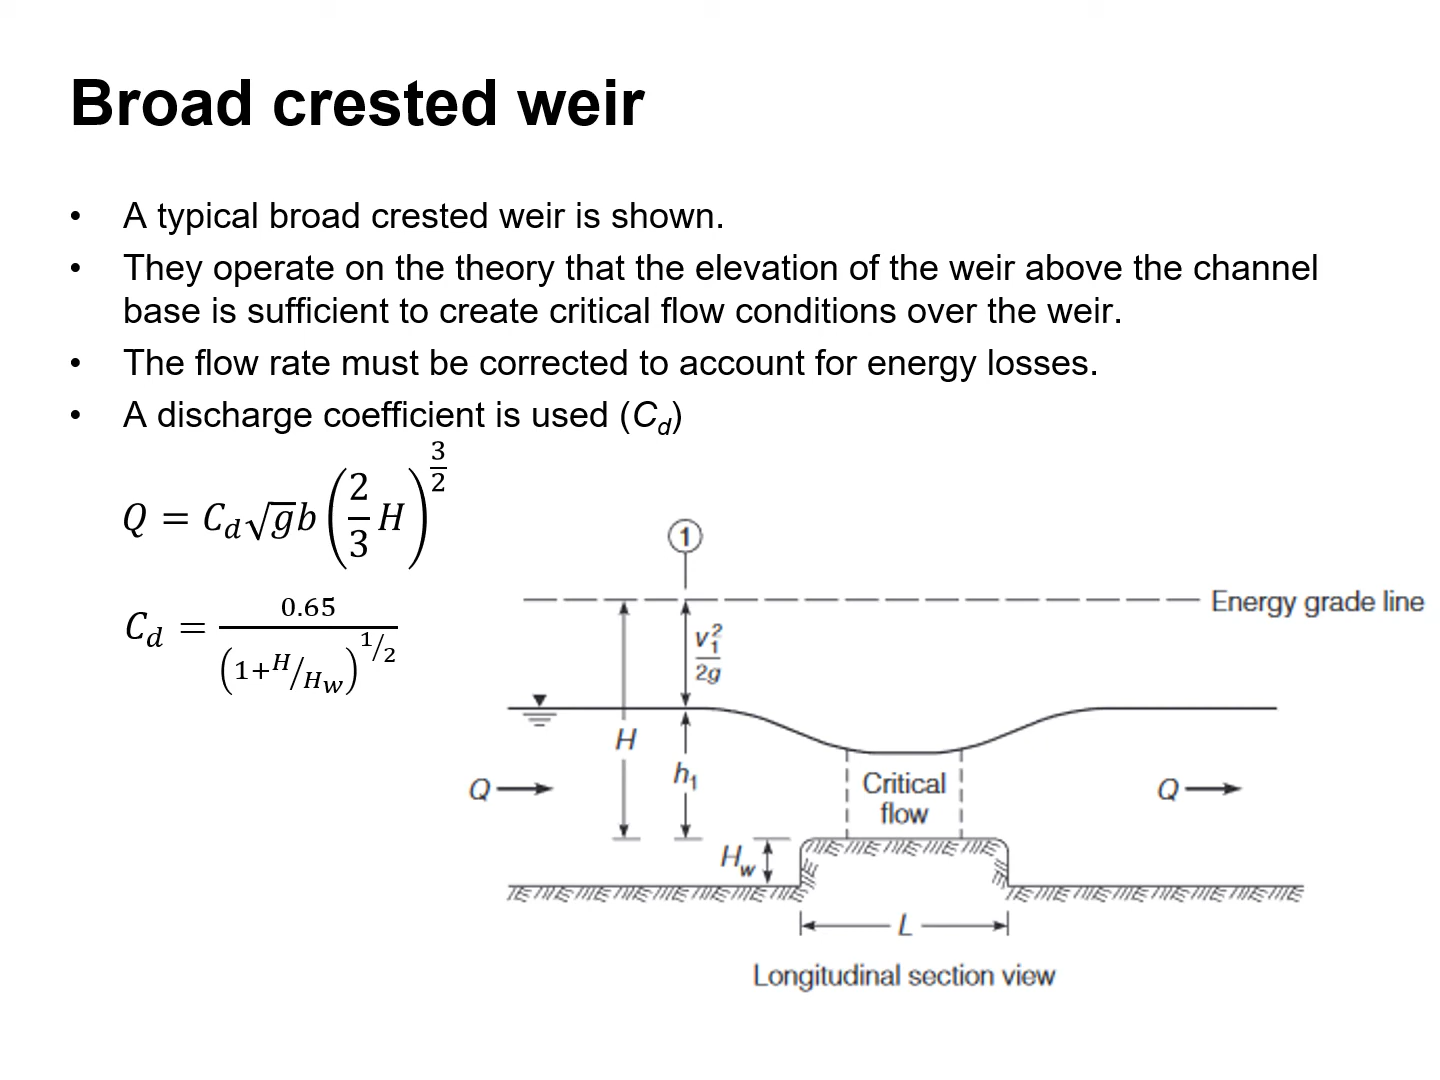 Broad crested weir
• A typical broad crested weir is shown.
• They operate on the theory that the elevation of the weir above the channel
base is sufficient to create critical flow conditions over the weir.
• The flow rate must be corrected to account for energy losses.
• A discharge coefficient is used (C_d)
Q = C_d√g b (2/3 H)^(3/2)
C_d = 0.65 / (1+H/H_w)^(1/2)
1
Energy grade line
v₁²/2g
H
h₁
Q
Critical
flow
Q
H_w
L
Longitudinal section view